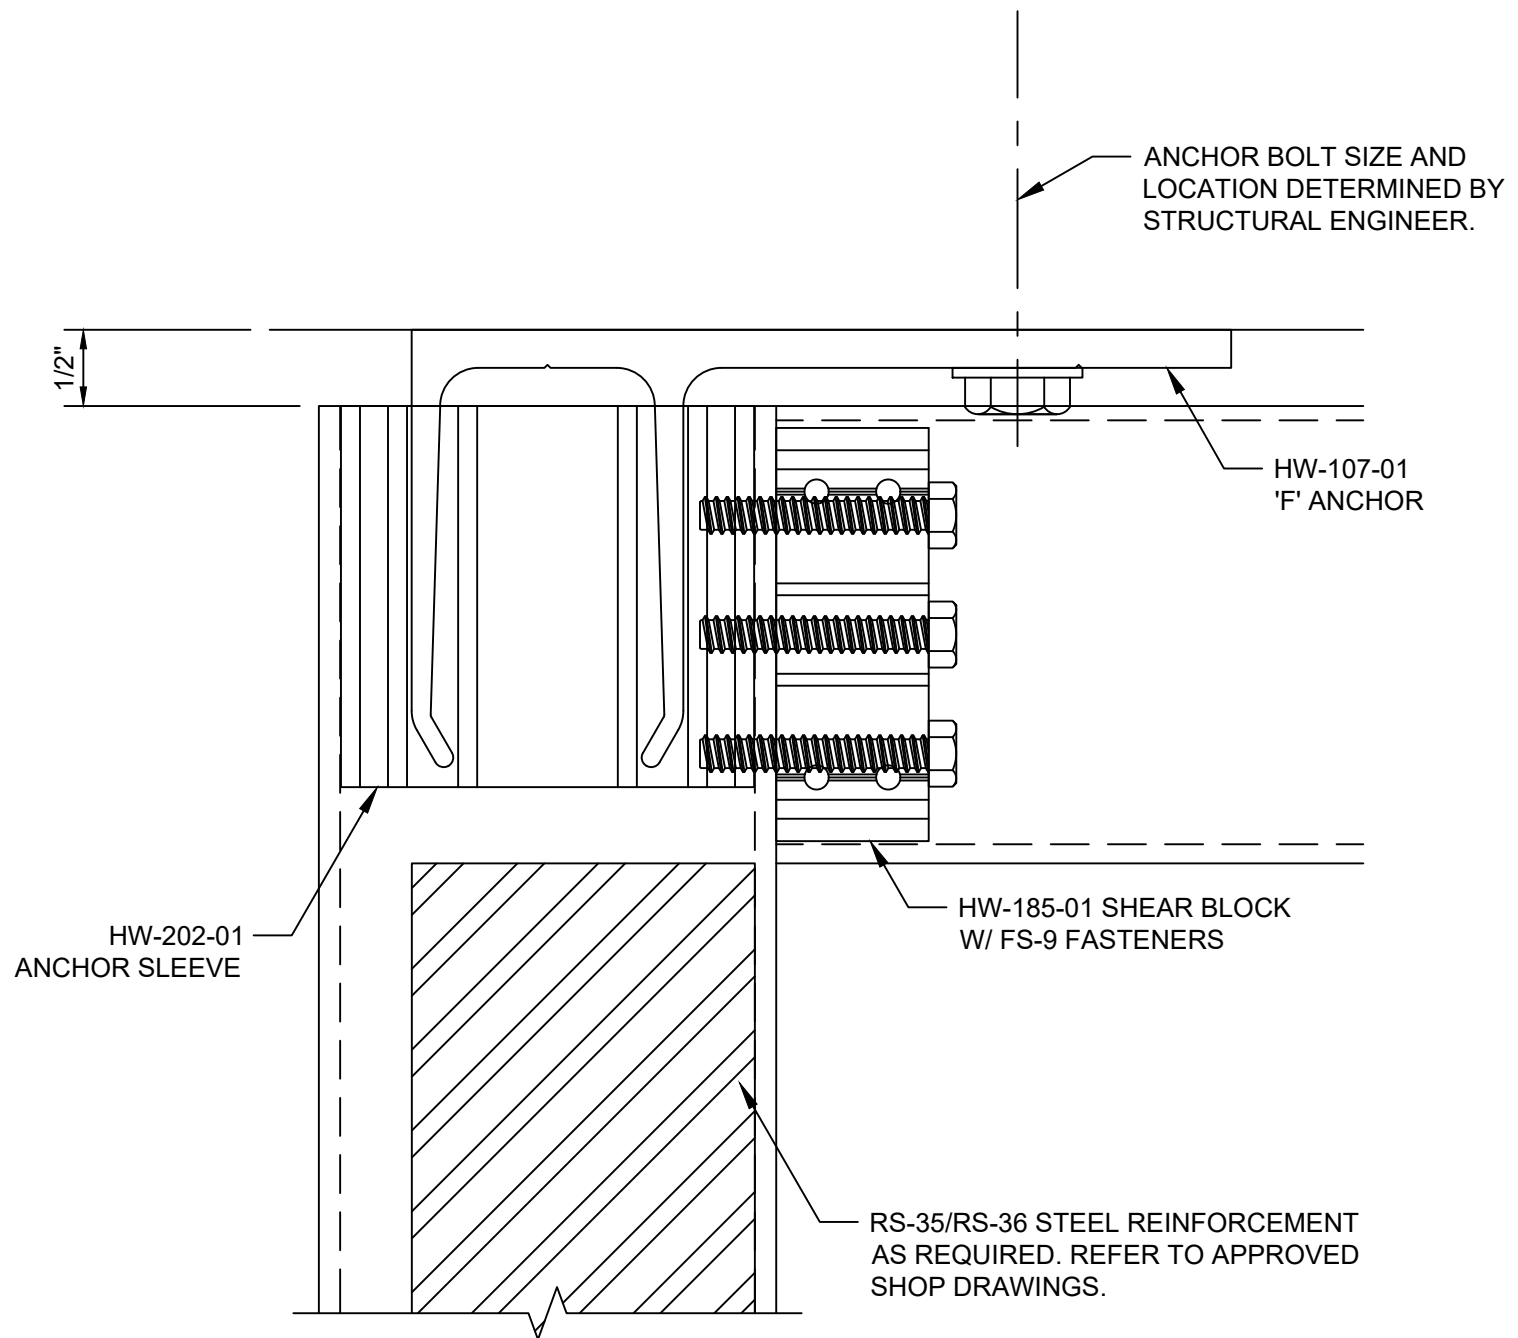 ANCHOR BOLT SIZE AND
LOCATION DETERMINED BY
STRUCTURAL ENGINEER.
1/2"
HW-107-01
'F' ANCHOR
HW-185-01 SHEAR BLOCK
W/ FS-9 FASTENERS
HW-202-01
ANCHOR SLEEVE
RS-35/RS-36 STEEL REINFORCEMENT
AS REQUIRED. REFER TO APPROVED
SHOP DRAWINGS.